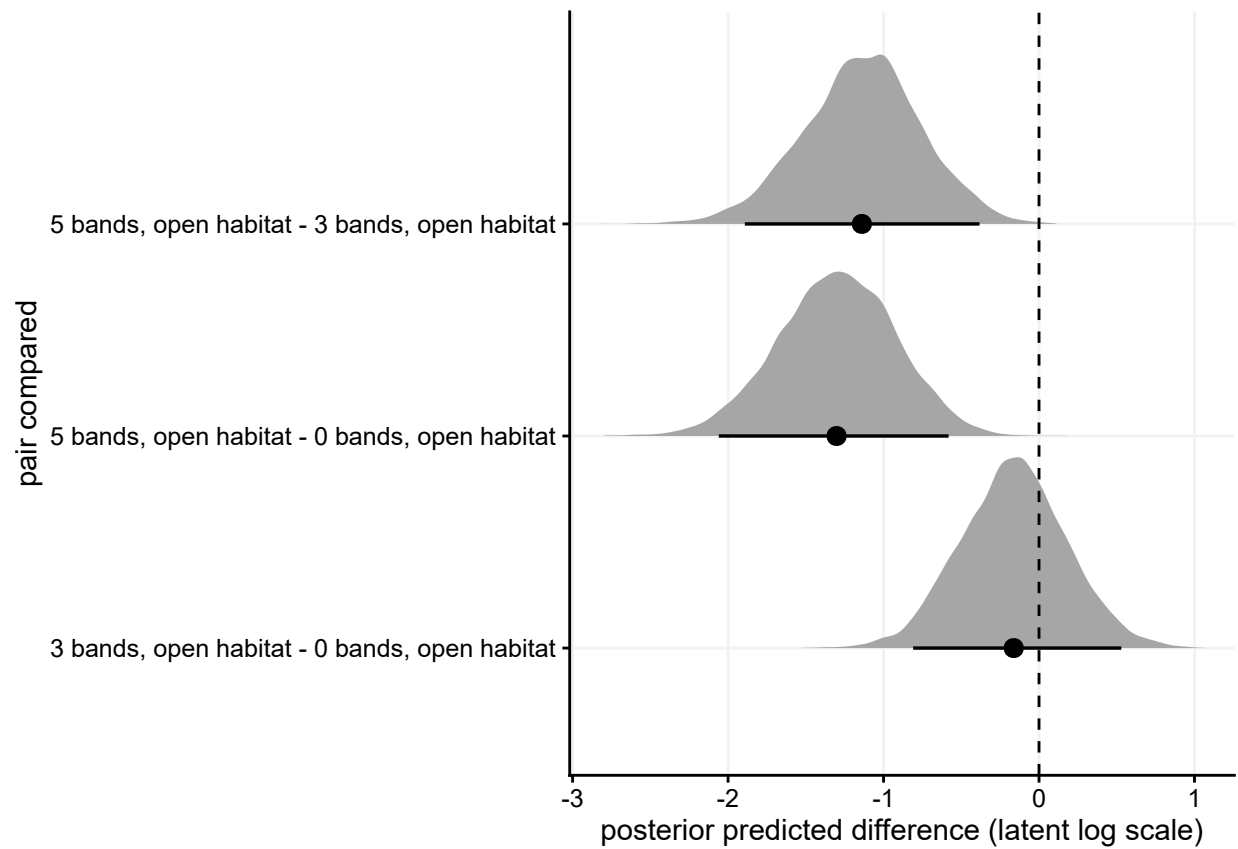 pair compared
5 bands, open habitat - 3 bands, open habitat
5 bands, open habitat - 0 bands, open habitat
3 bands, open habitat - 0 bands, open habitat
-3 -2 -1 0 1
posterior predicted difference (latent log scale)